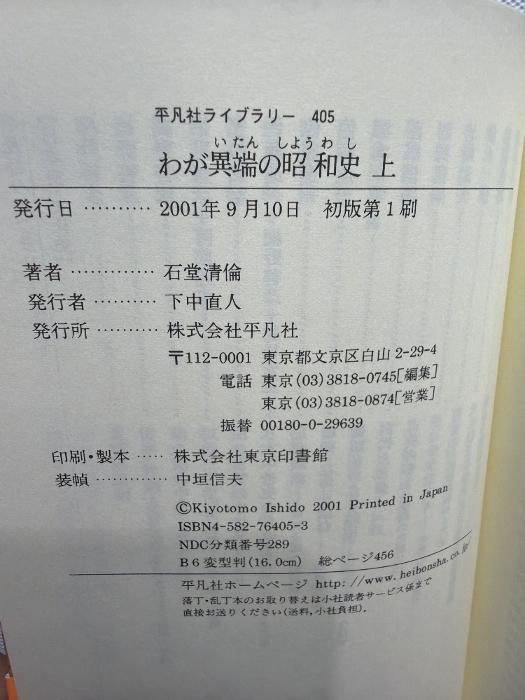 平凡社ライブラリー 405
いたん しようわし
わが異端の昭和史 上
発行日 ………… 2001年9月10日 初版第1刷
著者 ………… 石堂清倫
発行者 ………… 下中直人
発行所 ………… 株式会社平凡社
〒112-0001 東京都文京区白山2-29-4
電話 東京(03)3818-0745[編集]
東京(03)3818-0874[営業]
振替 00180-0-29639
印刷・製本 …… 株式会社東京印書館
装幀 ………… 中垣信夫
©Kiyotomo Ishido 2001 Printed in Japan
ISBN4-582-76405-3
NDC分類番号289
B6変型判(16.0cm) 総ページ456
平凡社ホームページ http://www.heibonsha.co.jp/
落丁・乱丁本のお取り替えは小社読者サービス係まで
直接お送りください(送料,小社負担).